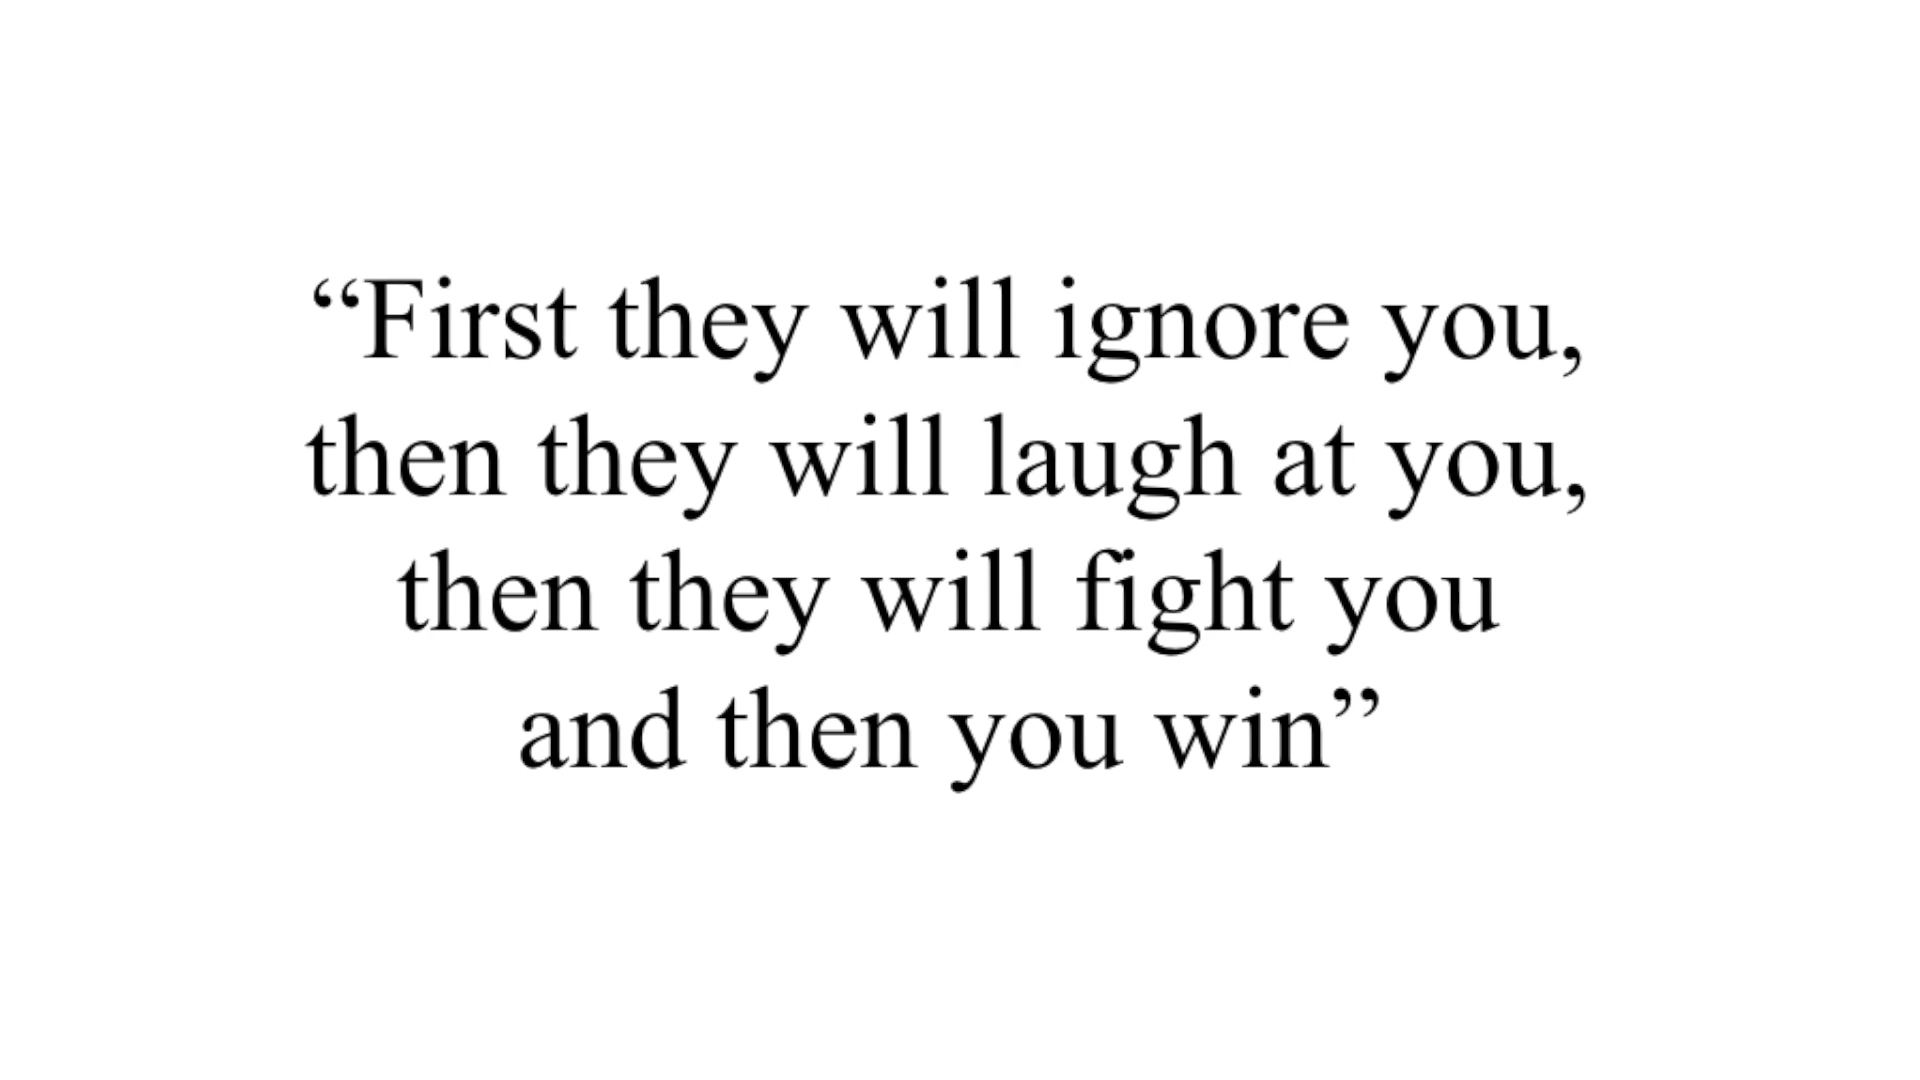 “First they will ignore you,
then they will laugh at you,
then they will fight you
and then you win”